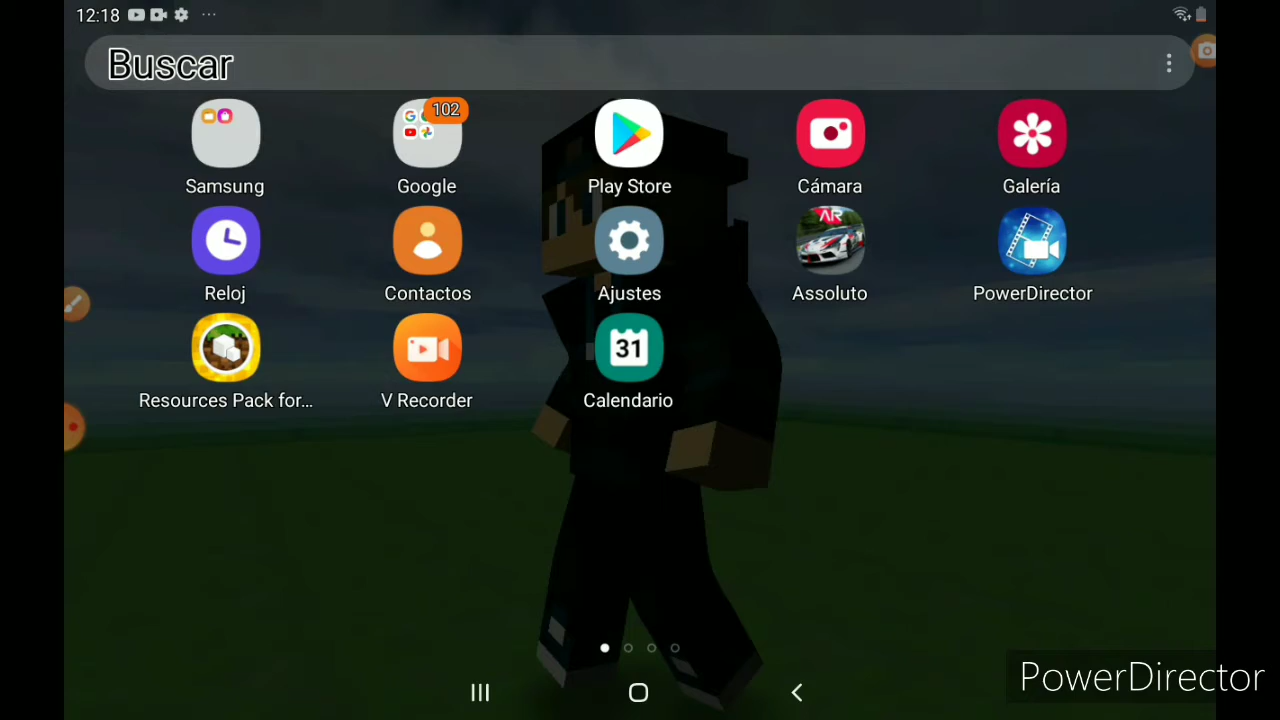 12:18
Buscar
102
Samsung
Google
Play Store
Cámara
Galería
AR
Reloj
Contactos
Ajustes
Assoluto
PowerDirector
31
Resources Pack for...
V Recorder
Calendario
PowerDirector